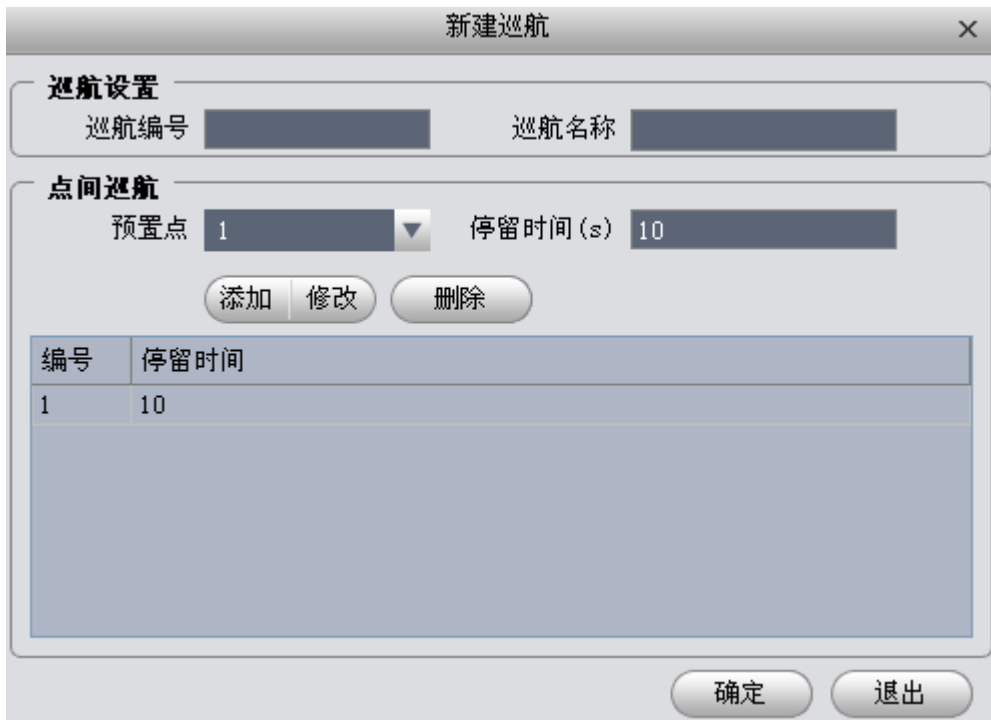 新建巡航
巡航设置
巡航编号 巡航名称
点间巡航
预置点 1 停留时间(s) 10
添加 修改 删除
编号 停留时间
1 10
确定 退出